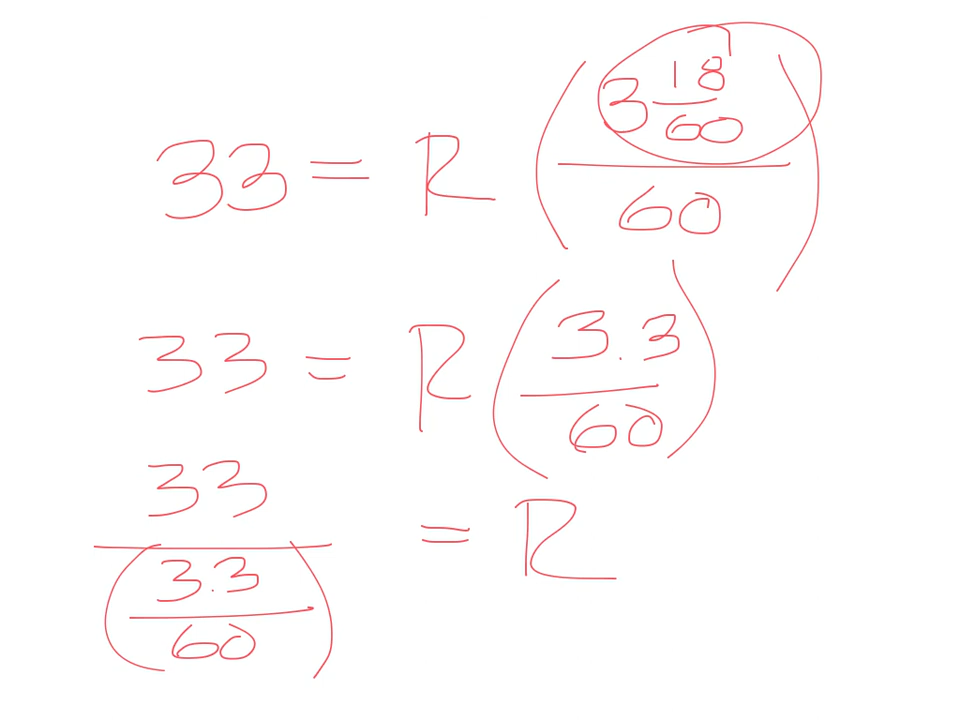 33 = R ( 3 18/60 / 60 )
33 = R ( 3.3 / 60 )
33 / ( 3.3 / 60 ) = R